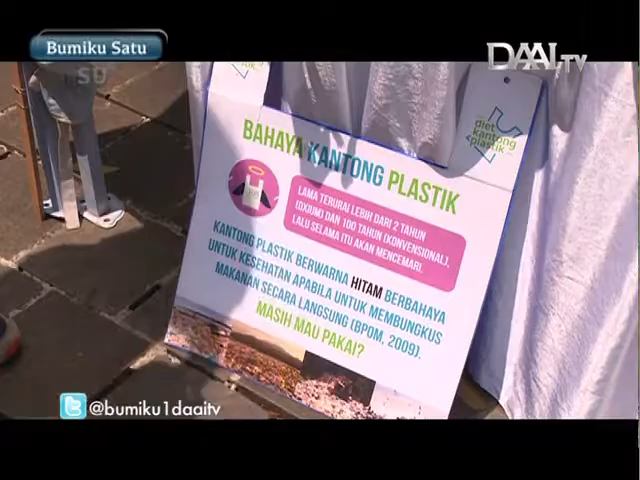 Bumiku Satu
DAAI TV
diet
kantong
plastik
BAHAYA KANTONG PLASTIK
LAMA TERURAI LEBIH DARI 2 TAHUN
(OXIUM) DAN 100 TAHUN (KONVENSIONAL),
LALU SELAMA ITU AKAN MENCEMARI.
KANTONG PLASTIK BERWARNA HITAM BERBAHAYA
UNTUK KESEHATAN APABILA UNTUK MEMBUNGKUS
MAKANAN SECARA LANGSUNG (BPOM, 2009).
MASIH MAU PAKAI?
@bumiku1daaitv